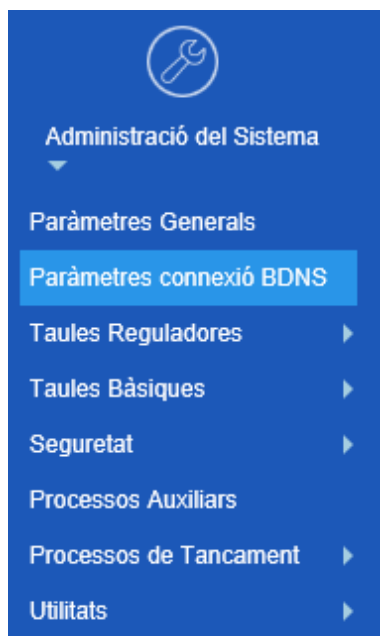 Administració del Sistema
Paràmetres Generals
Paràmetres connexió BDNS
Taules Reguladores
Taules Bàsiques
Seguretat
Processos Auxiliars
Processos de Tancament
Utilitats